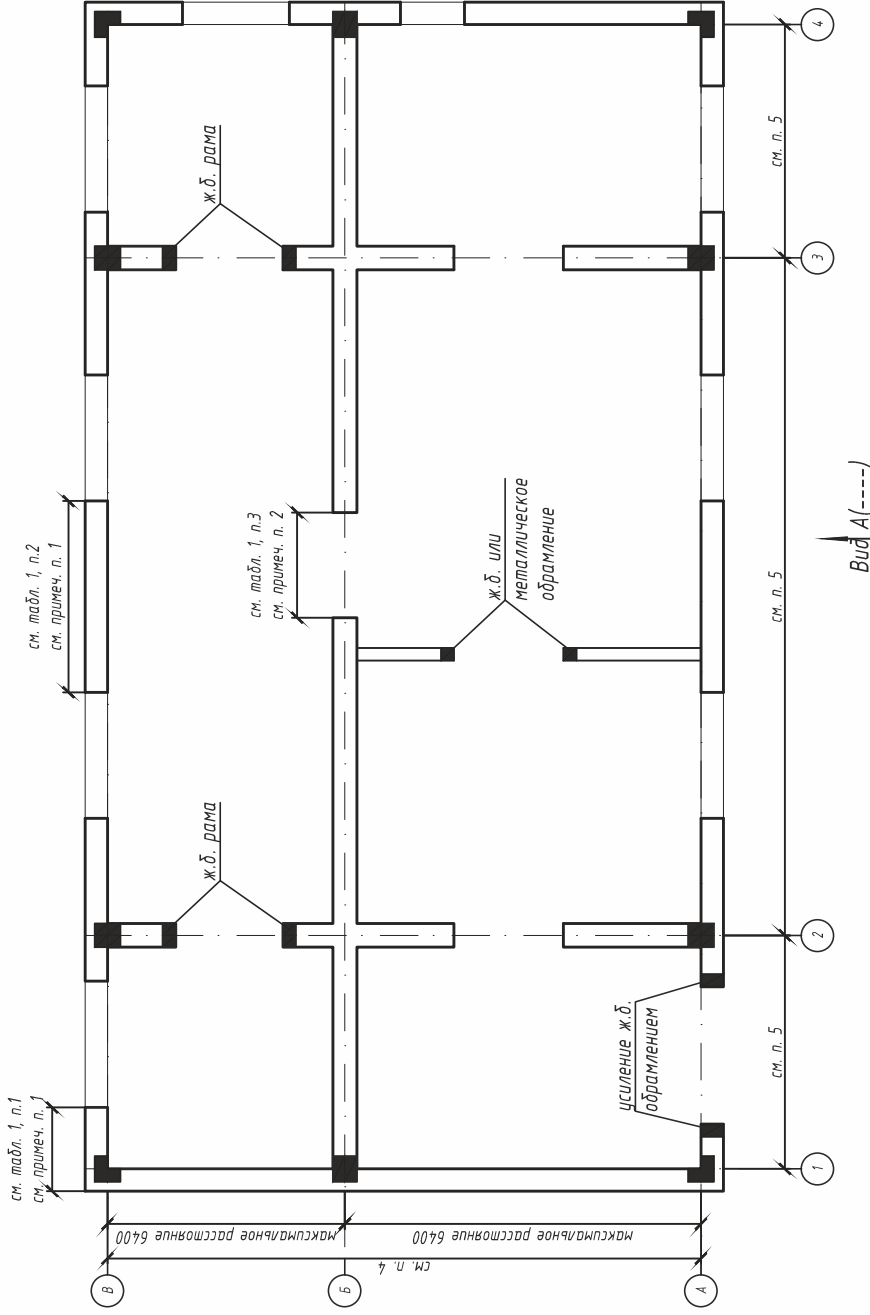 см. табл. 1, п.1
см. примеч. п. 1
см. табл. 1, п.2
см. примеч. п. 1
ж.б. рама
ж.б. рама
см. табл. 1, п.3
см. примеч. п. 2
ж.б. или
металлическое
обрамление
усиление ж.б.
обрамлением
максимальное расстояние 6400
максимальное расстояние 6400
см. п. 4
В
Б
А
см. п. 5
см. п. 5
см. п. 5
1
2
3
4
Вид А(----)